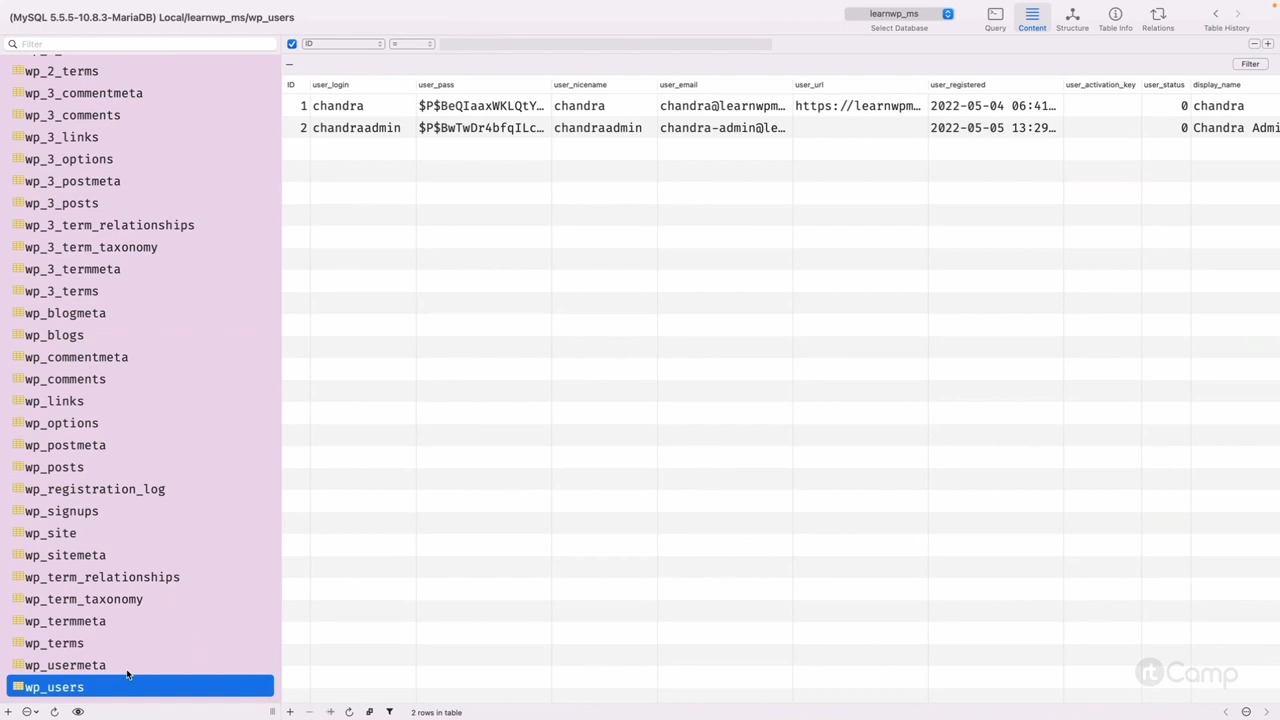 (MySQL 5.5.5-10.8.3-MariaDB) Local/learnwp_ms/wp_users
learnwp_ms
Select Database
Query
Content
Structure
Table Info
Relations
Table History
Filter
ID
=
Filter
wp_2_terms
wp_3_commentmeta
wp_3_comments
wp_3_links
wp_3_options
wp_3_postmeta
wp_3_posts
wp_3_term_relationships
wp_3_term_taxonomy
wp_3_termmeta
wp_3_terms
wp_blogmeta
wp_blogs
wp_commentmeta
wp_comments
wp_links
wp_options
wp_postmeta
wp_posts
wp_registration_log
wp_signups
wp_site
wp_sitemeta
wp_term_relationships
wp_term_taxonomy
wp_termmeta
wp_terms
wp_usermeta
wp_users
ID user_login user_pass user_nicename user_email user_url user_registered user_activation_key user_status display_name
1 chandra $P$BeQIaaxWKLQtY… chandra chandra@learnwpm… https://learnwpm… 2022-05-04 06:41… 0 chandra
2 chandraadmin $P$BwTwDr4bfqILc… chandraadmin chandra-admin@le… 2022-05-05 13:29… 0 Chandra Admi
2 rows in table
rtCamp